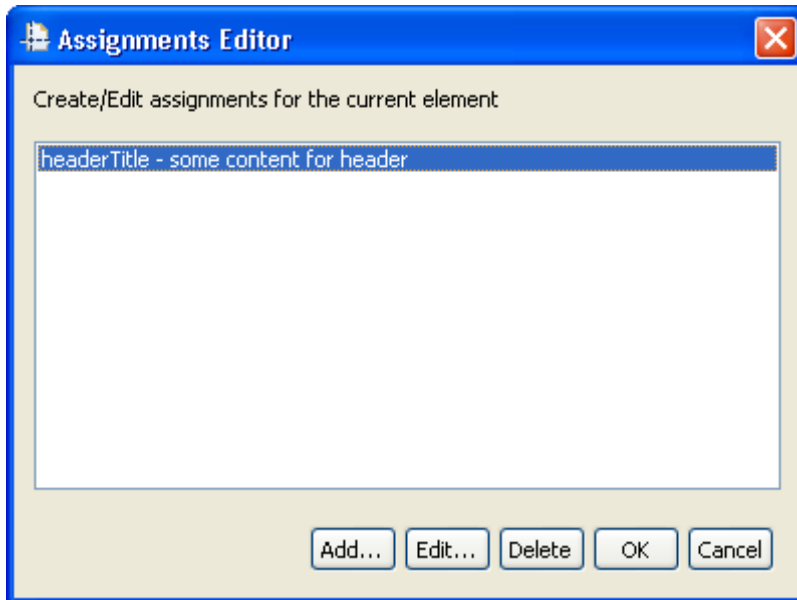 Assignments Editor
Create/Edit assignments for the current element
headerTitle - some content for header
Add... Edit... Delete OK Cancel